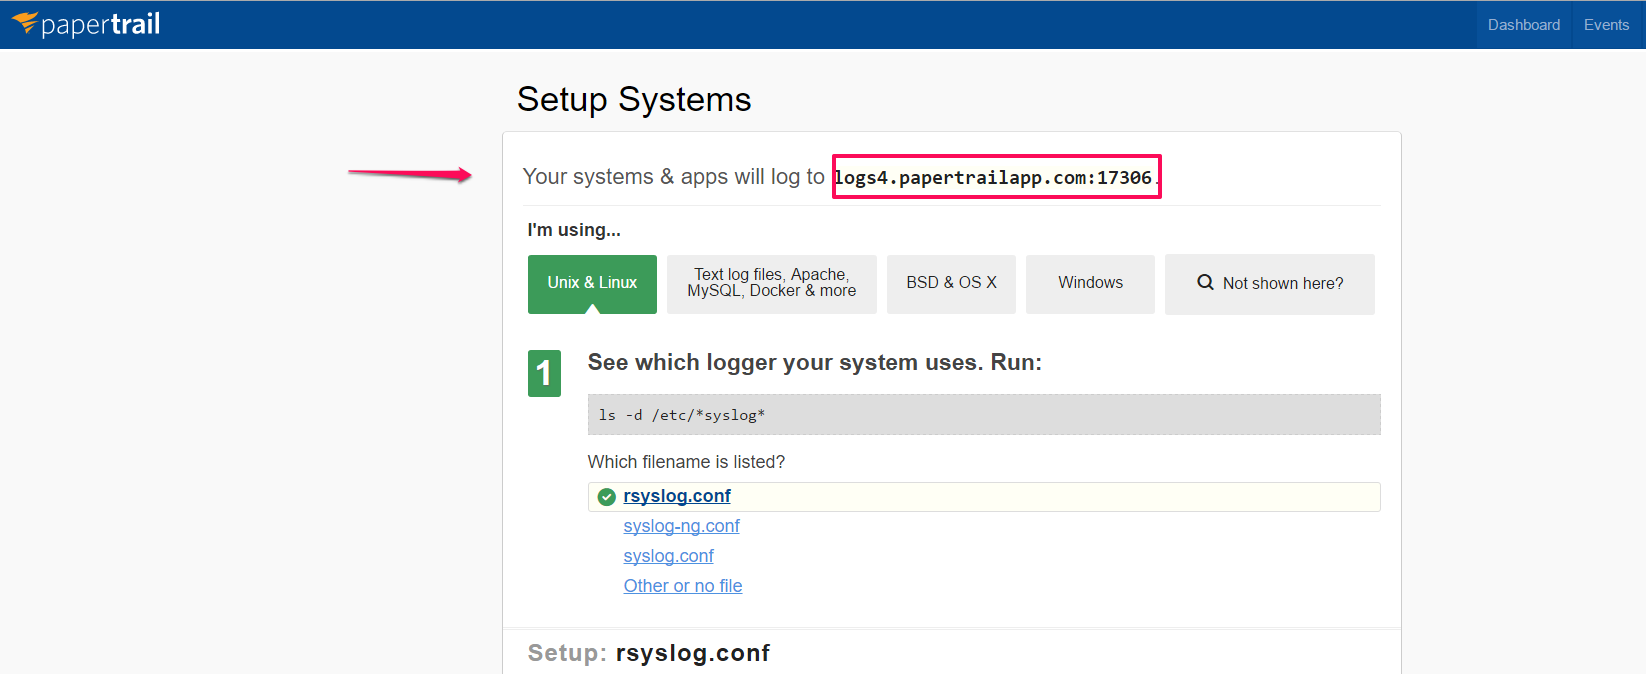 papertrail
Dashboard Events
Setup Systems
Your systems & apps will log to logs4.papertrailapp.com:17306.
I'm using...
Unix & Linux
Text log files, Apache,
MySQL, Docker & more
BSD & OS X
Windows
Not shown here?
1 See which logger your system uses. Run:
ls -d /etc/*syslog*
Which filename is listed?
rsyslog.conf
syslog-ng.conf
syslog.conf
Other or no file
Setup: rsyslog.conf